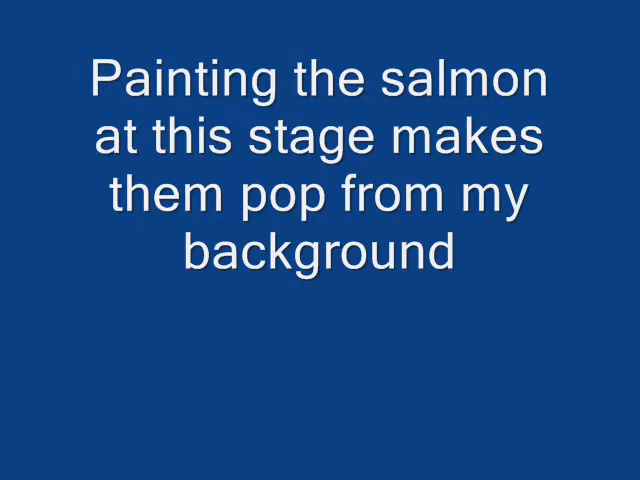 Painting the salmon
at this stage makes
them pop from my
background